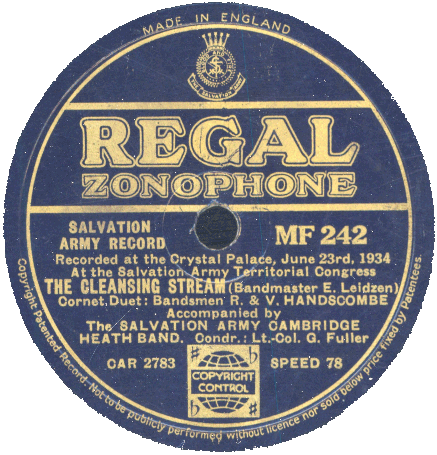 MADE IN ENGLAND
THE SALVATION ARMY
REGAL
ZONOPHONE
SALVATION
ARMY RECORD
MF 242
Recorded at the Crystal Palace, June 23rd, 1934
At the Salvation Army Territorial Congress
THE CLEANSING STREAM (Bandmaster E. Leidzen)
Cornet Duet: Bandsmen R. & V. HANDSCOMBE
Accompanied by
The SALVATION ARMY CAMBRIDGE
HEATH BAND. Condr.: Lt.-Col. G. Fuller
CAR 2783
SPEED 78
COPYRIGHT
CONTROL
Copyright Patented Record. Not to be publicly performed without licence nor sold below price fixed by Patentees.